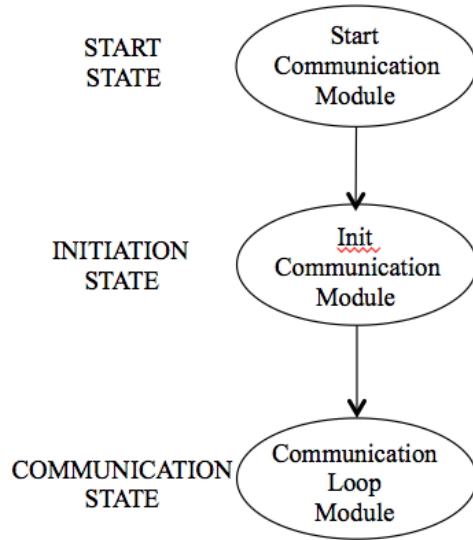 START
STATE
Start
Communication
Module
INITIATION
STATE
Init
Communication
Module
COMMUNICATION
STATE
Communication
Loop
Module